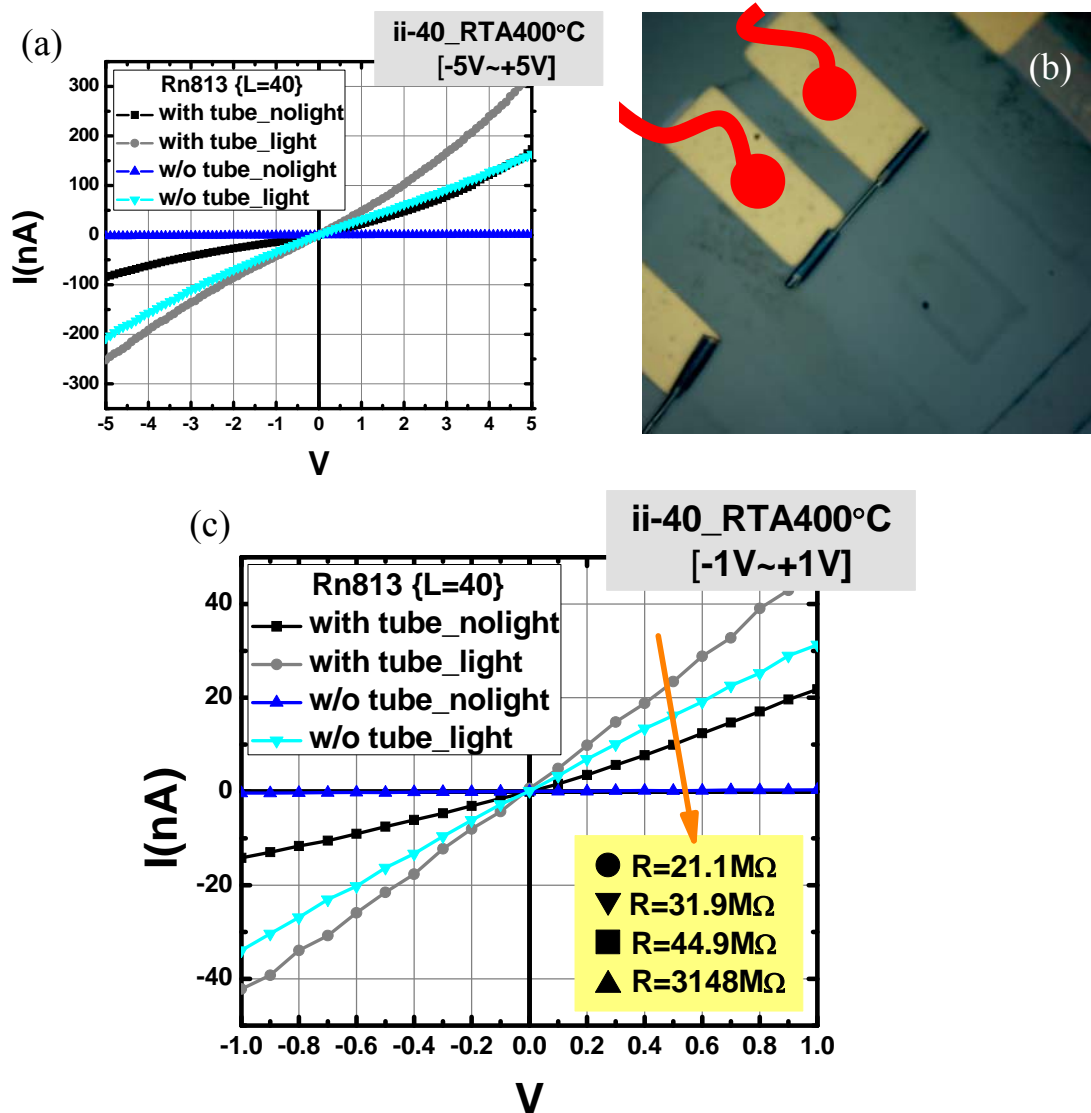 (a)
ii-40_RTA400°C
[-5V~+5V]
Rn813 {L=40}
with tube_nolight
with tube_light
w/o tube_nolight
w/o tube_light
300
200
100
0
-100
-200
-300
I(nA)
-5 -4 -3 -2 -1 0 1 2 3 4 5
V
(b)
(c)
ii-40_RTA400°C
[-1V~+1V]
Rn813 {L=40}
with tube_nolight
with tube_light
w/o tube_nolight
w/o tube_light
40
20
0
-20
-40
I(nA)
R=21.1MΩ
R=31.9MΩ
R=44.9MΩ
R=3148MΩ
-1.0 -0.8 -0.6 -0.4 -0.2 0.0 0.2 0.4 0.6 0.8 1.0
V